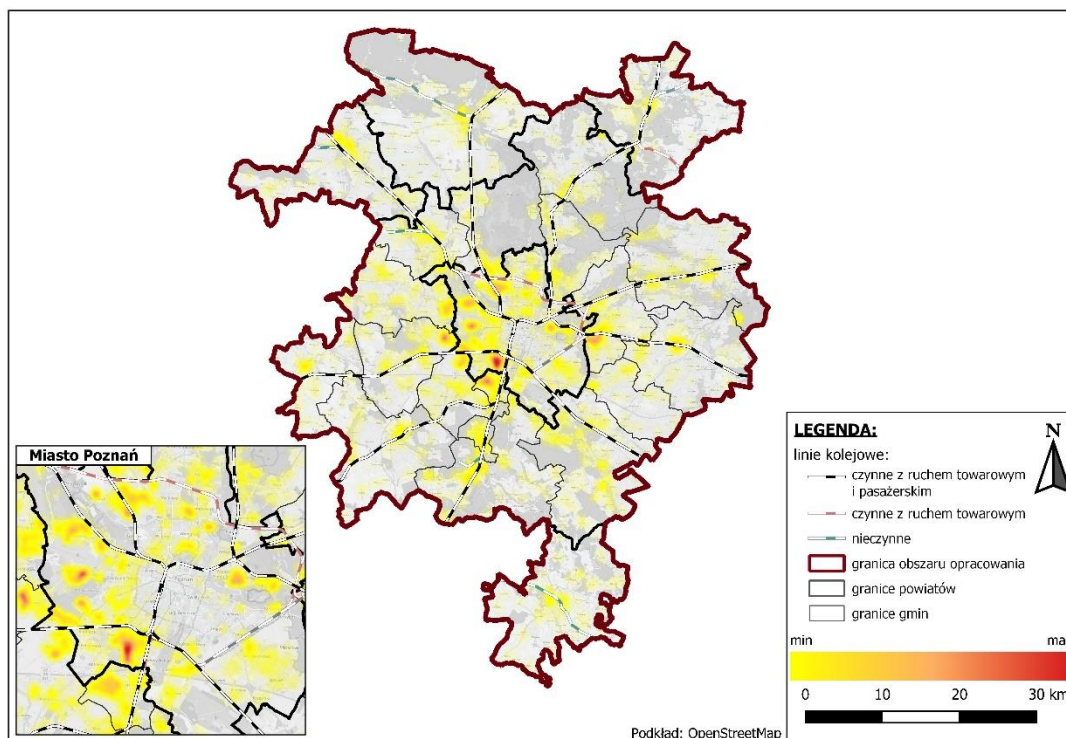 Miasto Poznań
LEGENDA:
linie kolejowe:
czynne z ruchem towarowym
i pasażerskim
czynne z ruchem towarowym
nieczynne
granica obszaru opracowania
granice powiatów
granice gmin
N
min
ma
0 10 20 30 km
Podkład: OpenStreetMap